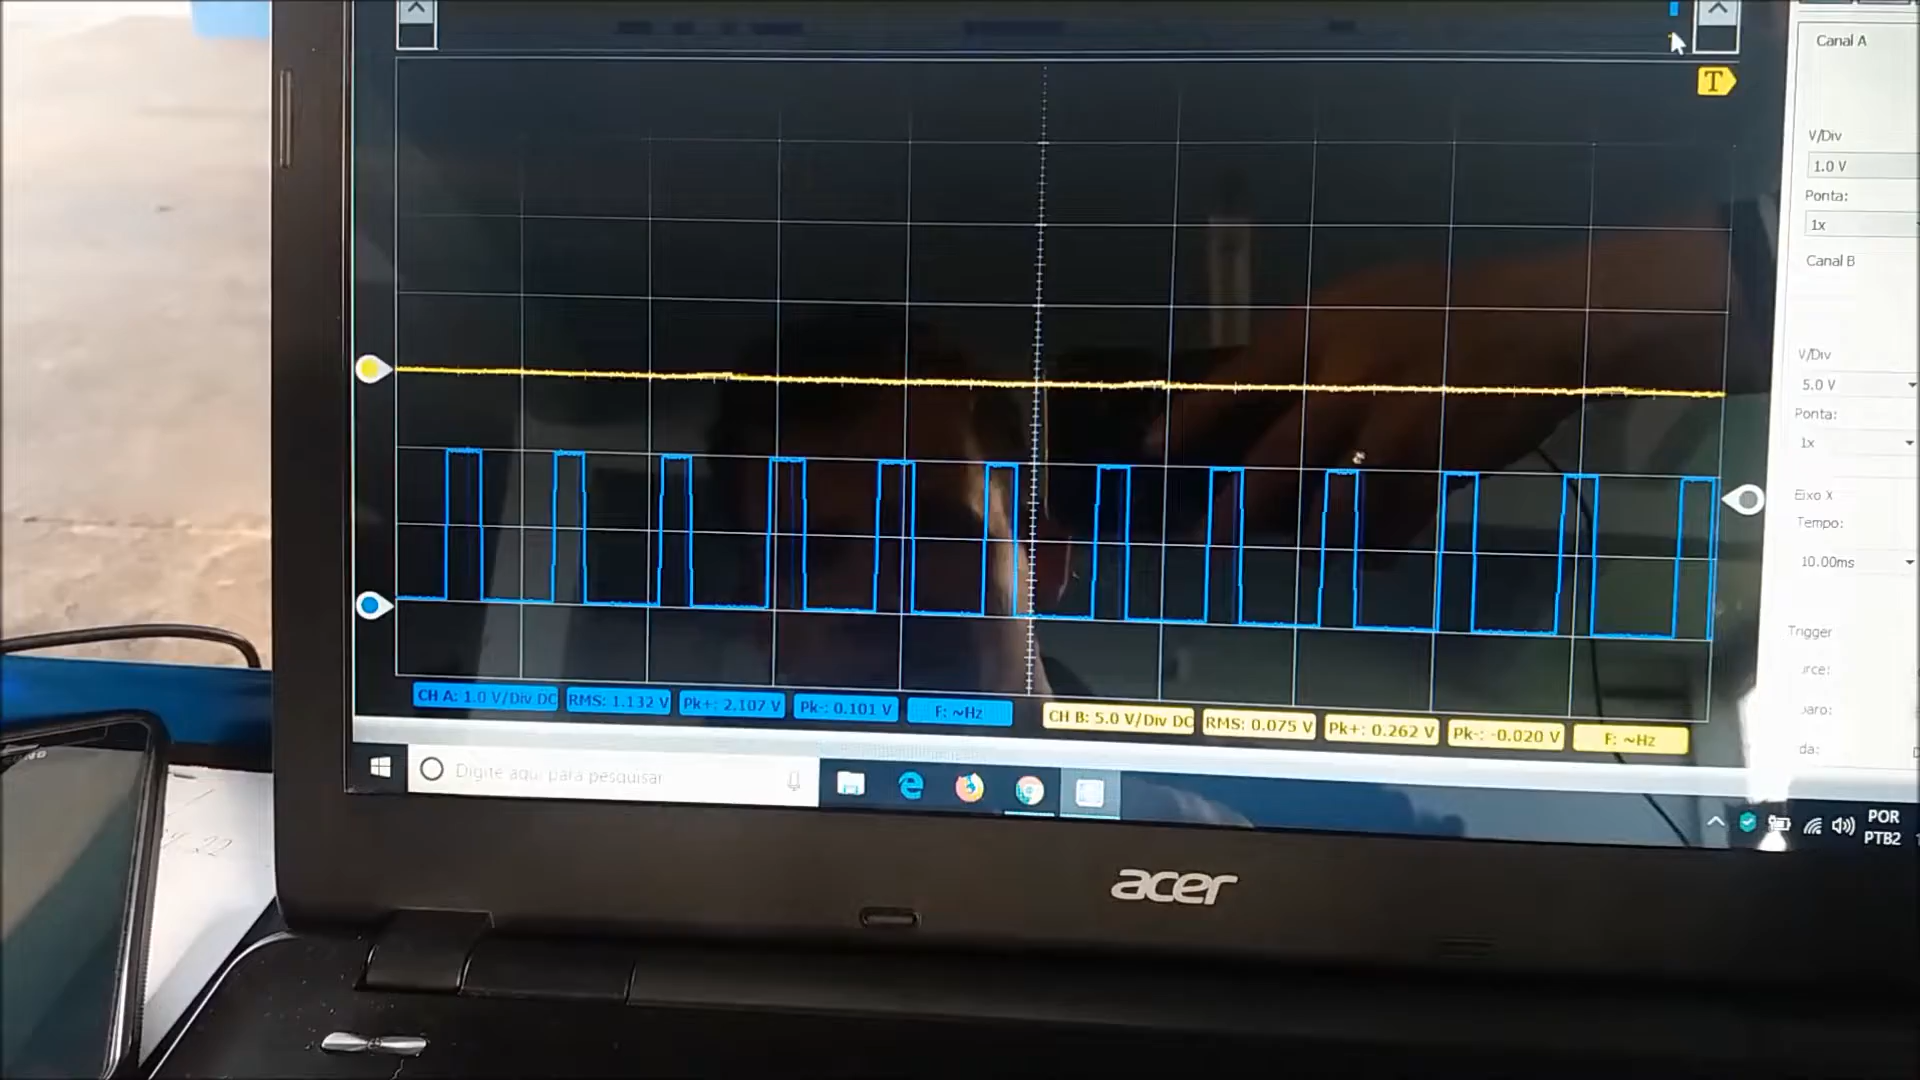 Canal A
T
V/Div
1.0 V
Ponta:
1x
Canal B
V/Div
5.0 V
Ponta:
1x
Eixo X
Tempo:
10.00ms
Trigger
CH A: 1.0 V/Div DC RMS: 1.132 V Pk+: 2.107 V Pk-: 0.101 V F: ~Hz
CH B: 5.0 V/Div DC RMS: 0.075 V Pk+: 0.262 V Pk-: -0.020 V F: ~Hz
Digite aqui para pesquisar
POR
PTB2
acer